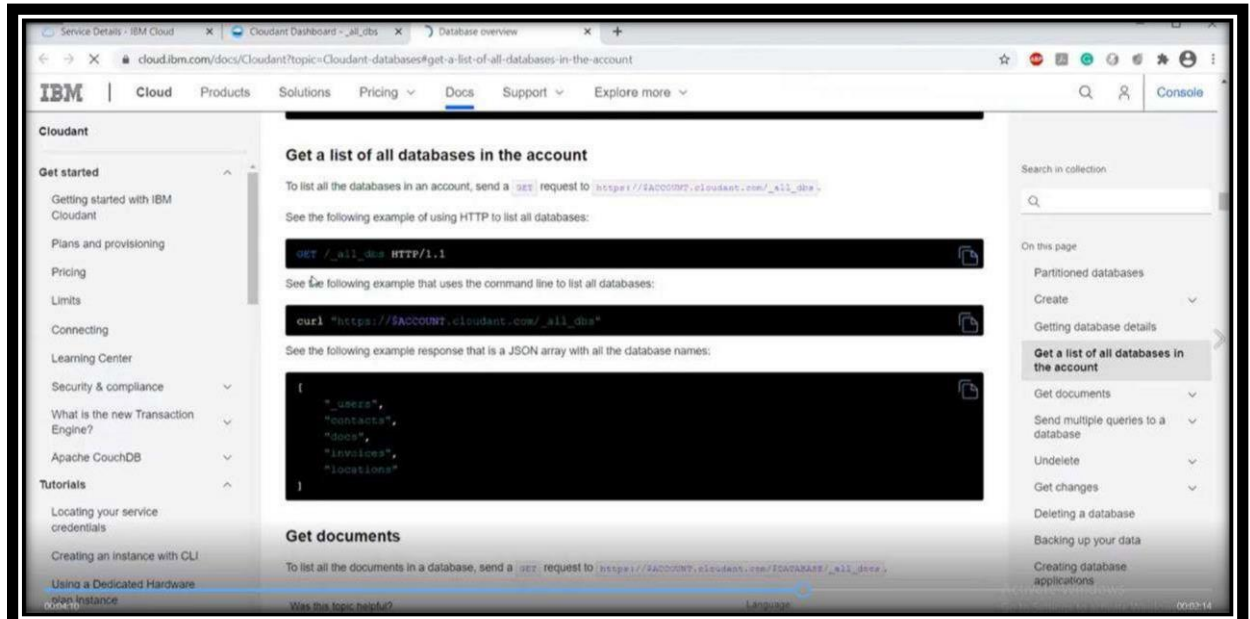 Service Details - IBM Cloud
Cloudant Dashboard - _all_dbs
Database overview
cloud.ibm.com/docs/Cloudant?topic=Cloudant-databases#get-a-list-of-all-databases-in-the-account
IBM
Cloud
Products
Solutions
Pricing
Docs
Support
Explore more
Console
Cloudant
Get started
Getting started with IBM
Cloudant
Plans and provisioning
Pricing
Limits
Connecting
Learning Center
Security & compliance
What is the new Transaction
Engine?
Apache CouchDB
Tutorials
Locating your service
credentials
Creating an instance with CLI
Using a Dedicated Hardware
plan instance
00:04:10
Get a list of all databases in the account
To list all the databases in an account, send a GET request to https://$ACCOUNT.cloudant.com/_all_dbs.
See the following example of using HTTP to list all databases:
GET /_all_dbs HTTP/1.1
See the following example that uses the command line to list all databases:
curl "https://$ACCOUNT.cloudant.com/_all_dbs"
See the following example response that is a JSON array with all the database names:
[
"_users",
"contacts",
"docs",
"invoices",
"locations"
]
Get documents
To list all the documents in a database, send a GET request to https://$ACCOUNT.cloudant.com/$DATABASE/_all_docs.
Was this topic helpful?
Language
Search in collection
On this page
Partitioned databases
Create
Getting database details
Get a list of all databases in
the account
Get documents
Send multiple queries to a
database
Undelete
Get changes
Deleting a database
Backing up your data
Creating database
applications
Activate Windows
00:02:14